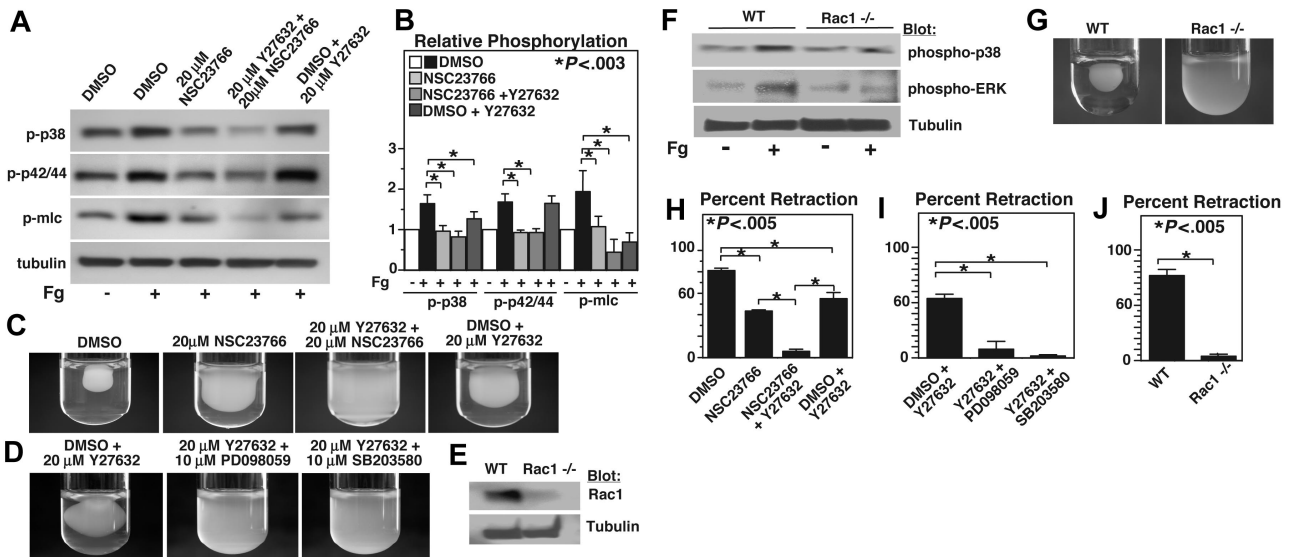 A
DMSO
DMSO
20 µM
NSC23766
20 µM Y27632 +
20µM NSC23766
DMSO +
20 µM Y27632
p-p38
p-p42/44
p-mlc
tubulin
Fg - + + + +
B
Relative Phosphorylation
DMSO
*P<.003
NSC23766
NSC23766 +Y27632
DMSO + Y27632
3
2
1
0
* * * * * * * *
Fg - + + + + - + + + + - + + + +
p-p38 p-p42/44 p-mlc
C
DMSO
20µM NSC23766
20 µM Y27632 +
20 µM NSC23766
DMSO +
20 µM Y27632
D
DMSO +
20 µM Y27632
20 µM Y27632 +
10 µM PD098059
20 µM Y27632 +
10 µM SB203580
E
WT Rac1 -/-
Blot:
Rac1
Tubulin
F
WT Rac1 -/-
Blot:
phospho-p38
phospho-ERK
Tubulin
Fg - + - +
G
WT Rac1 -/-
H
Percent Retraction
*P<.005
100
60
0
* * * *
DMSO
NSC23766
NSC23766
+ Y27632
DMSO +
Y27632
I
Percent Retraction
*P<.005
100
60
0
* *
DMSO +
Y27632
Y27632 +
PD098059
Y27632 +
SB203580
J
Percent Retraction
*P<.005
100
60
0
*
WT
Rac1 -/-